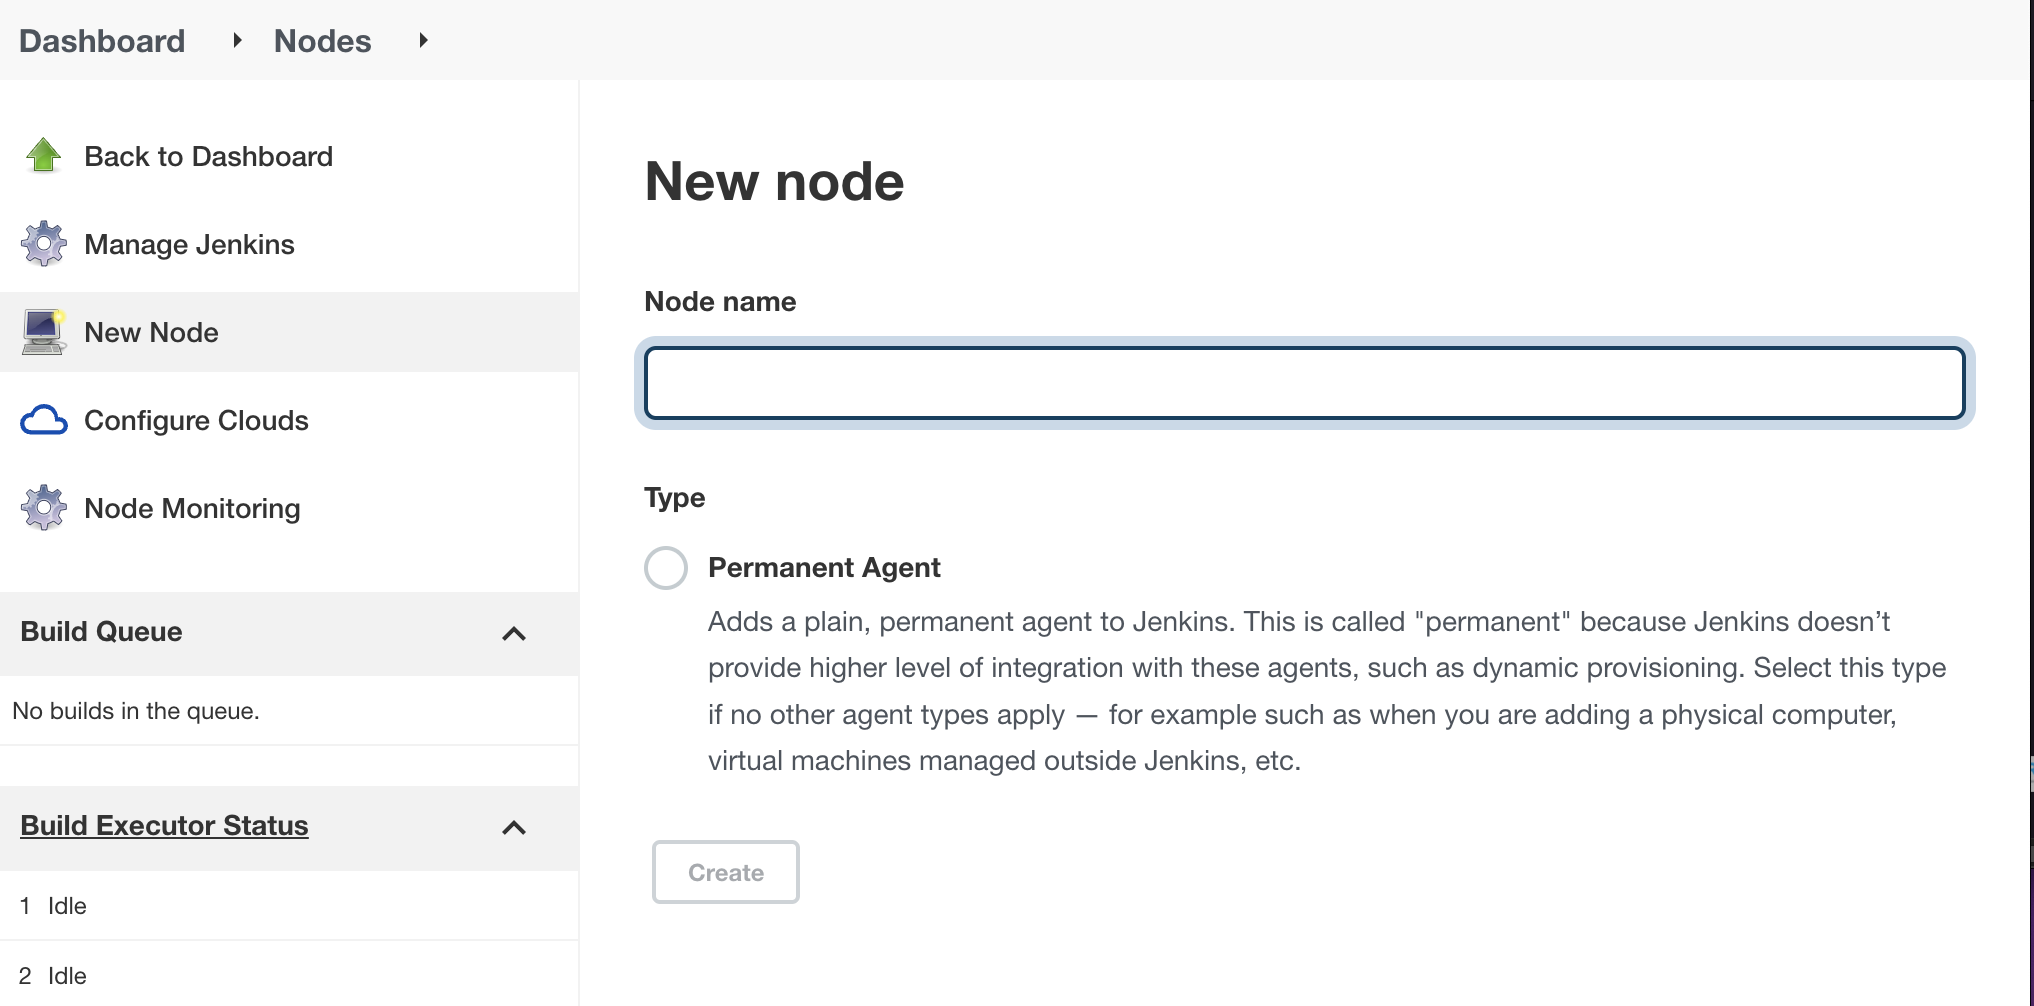 Dashboard Nodes
Back to Dashboard
Manage Jenkins
New Node
Configure Clouds
Node Monitoring
Build Queue
No builds in the queue.
Build Executor Status
1 Idle
2 Idle
New node
Node name
Type
Permanent Agent
Adds a plain, permanent agent to Jenkins. This is called "permanent" because Jenkins doesn’t
provide higher level of integration with these agents, such as dynamic provisioning. Select this type
if no other agent types apply — for example such as when you are adding a physical computer,
virtual machines managed outside Jenkins, etc.
Create